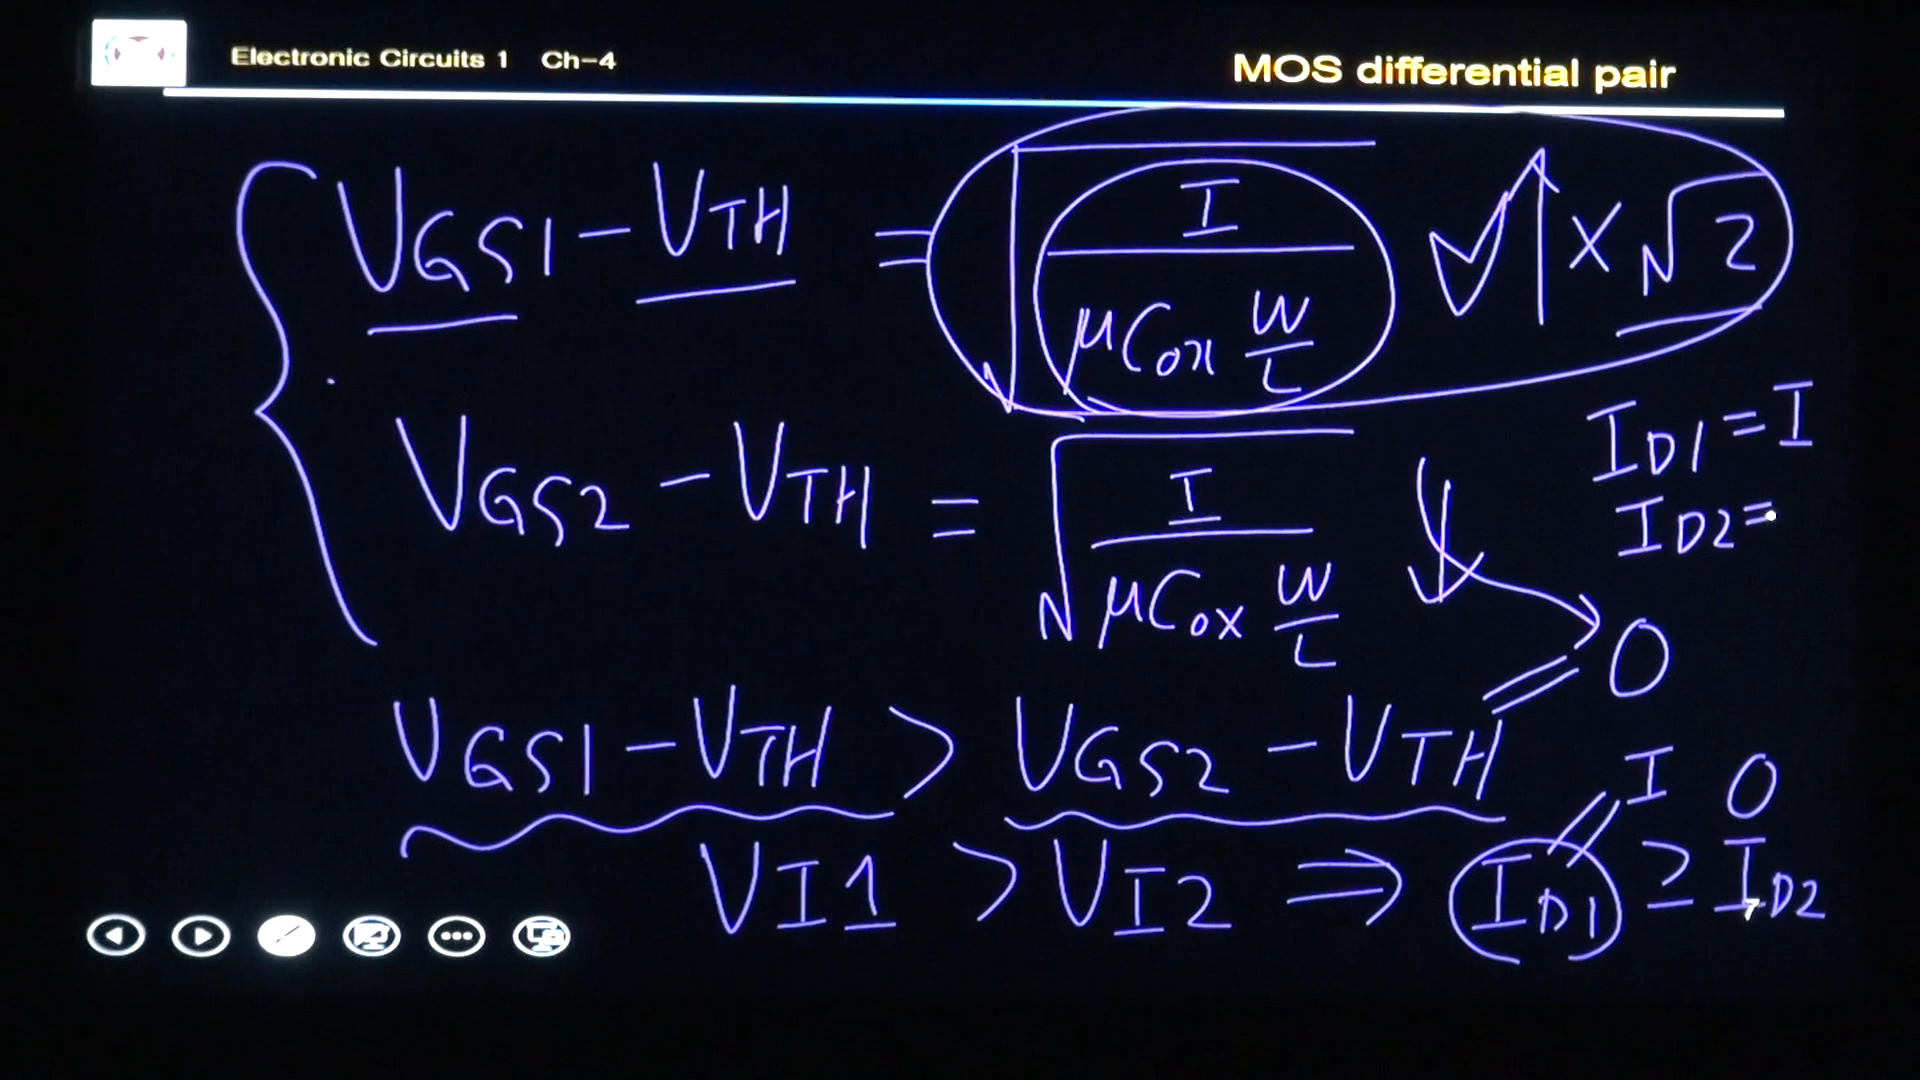 Electronic Circuits 1 Ch-4
MOS differential pair
VGS1 - VTH = √(I / (μCox W/L)) ↑ × √2
ID1 = I
VGS2 - VTH = √(I / (μCox W/L)) ↓ → 0
ID2 =
VGS1 - VTH > VGS2 - VTH = 0
I 0
VI1 > VI2 ⇒ ID1 ≥ ID2